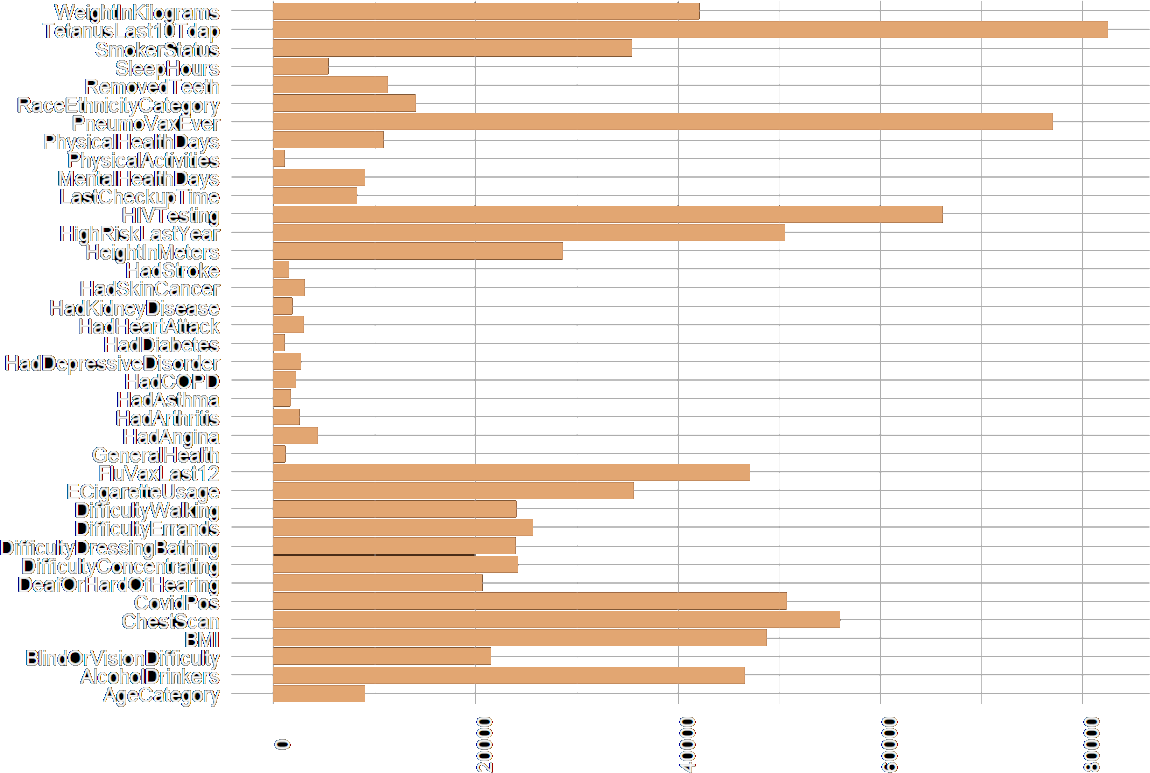 WeightInKilograms
TetanusLast10Tdap
SmokerStatus
SleepHours
RemovedTeeth
RaceEthnicityCategory
PneumoVaxEver
PhysicalHealthDays
PhysicalActivities
MentalHealthDays
LastCheckupTime
HIVTesting
HighRiskLastYear
HeightInMeters
HadStroke
HadSkinCancer
HadKidneyDisease
HadHeartAttack
HadDiabetes
HadDepressiveDisorder
HadCOPD
HadAsthma
HadArthritis
HadAngina
GeneralHealth
FluVaxLast12
ECigaretteUsage
DifficultyWalking
DifficultyErrands
DifficultyDressingBathing
DifficultyConcentrating
DeafOrHardOfHearing
CovidPos
ChestScan
BMI
BlindOrVisionDifficulty
AlcoholDrinkers
AgeCategory
0
20000
40000
60000
80000